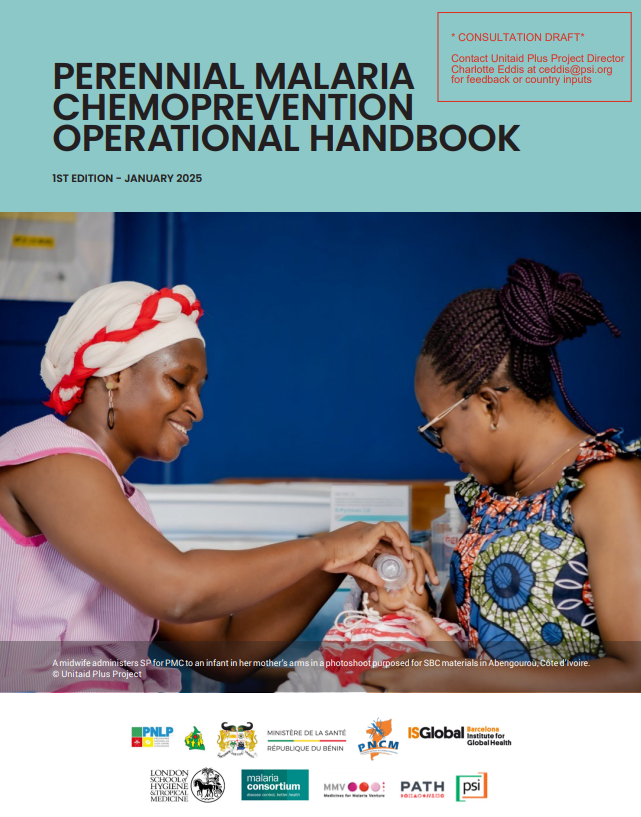 * CONSULTATION DRAFT*
Contact Unitaid Plus Project Director
Charlotte Eddis at ceddis@psi.org
for feedback or country inputs
PERENNIAL MALARIA
CHEMOPREVENTION
OPERATIONAL HANDBOOK
1ST EDITION – JANUARY 2025
A midwife administers SP for PMC to an infant in her mother's arms in a photoshoot purposed for SBC materials in Abengourou, Côte d'Ivoire.
© Unitaid Plus Project
PNLP
MINISTÈRE DE LA SANTÉ
RÉPUBLIQUE DU BÉNIN
PNCM
ISGlobal Barcelona
Institute for
Global Health
LONDON
SCHOOL of
HYGIENE
& TROPICAL
MEDICINE
malaria
consortium
disease control, better health
MMV
Medicines for Malaria Venture
PATH
psi